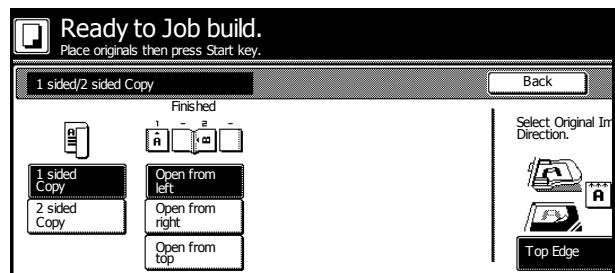 Ready to Job build.
Place originals then press Start key.
1 sided/2 sided Copy
Back
Finished
1 - 2 -
A
B
Select Original Im
Direction.
1 sided
Copy
Open from
left
2 sided
Copy
Open from
right
Open from
top
A
Top Edge